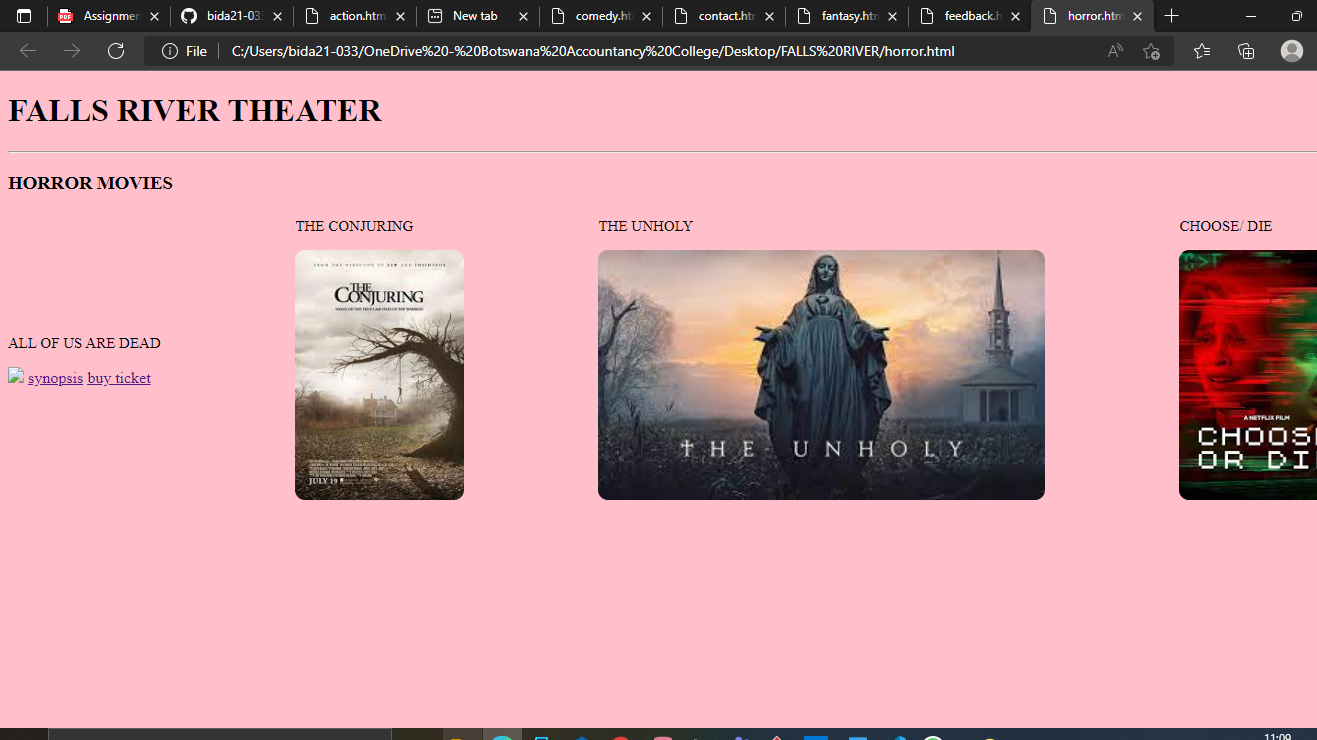 Assignmen
bida21-03
action.htm
New tab
comedy.ht
contact.htm
fantasy.htm
feedback.h
horror.htm
File
C:/Users/bida21-033/OneDrive%20-%20Botswana%20Accountancy%20College/Desktop/FALLS%20RIVER/horror.html
FALLS RIVER THEATER
HORROR MOVIES
THE CONJURING
THE UNHOLY
CHOOSE/ DIE
FROM THE DIRECTOR OF SAW AND INSIDIOUS
THE
CONJURING
BASED ON THE TRUE CASE FILES OF THE WARRENS
JULY 19
THE UNHOLY
A NETFLIX FILM
CHOOS
OR DI
ALL OF US ARE DEAD
synopsis buy ticket
11:09